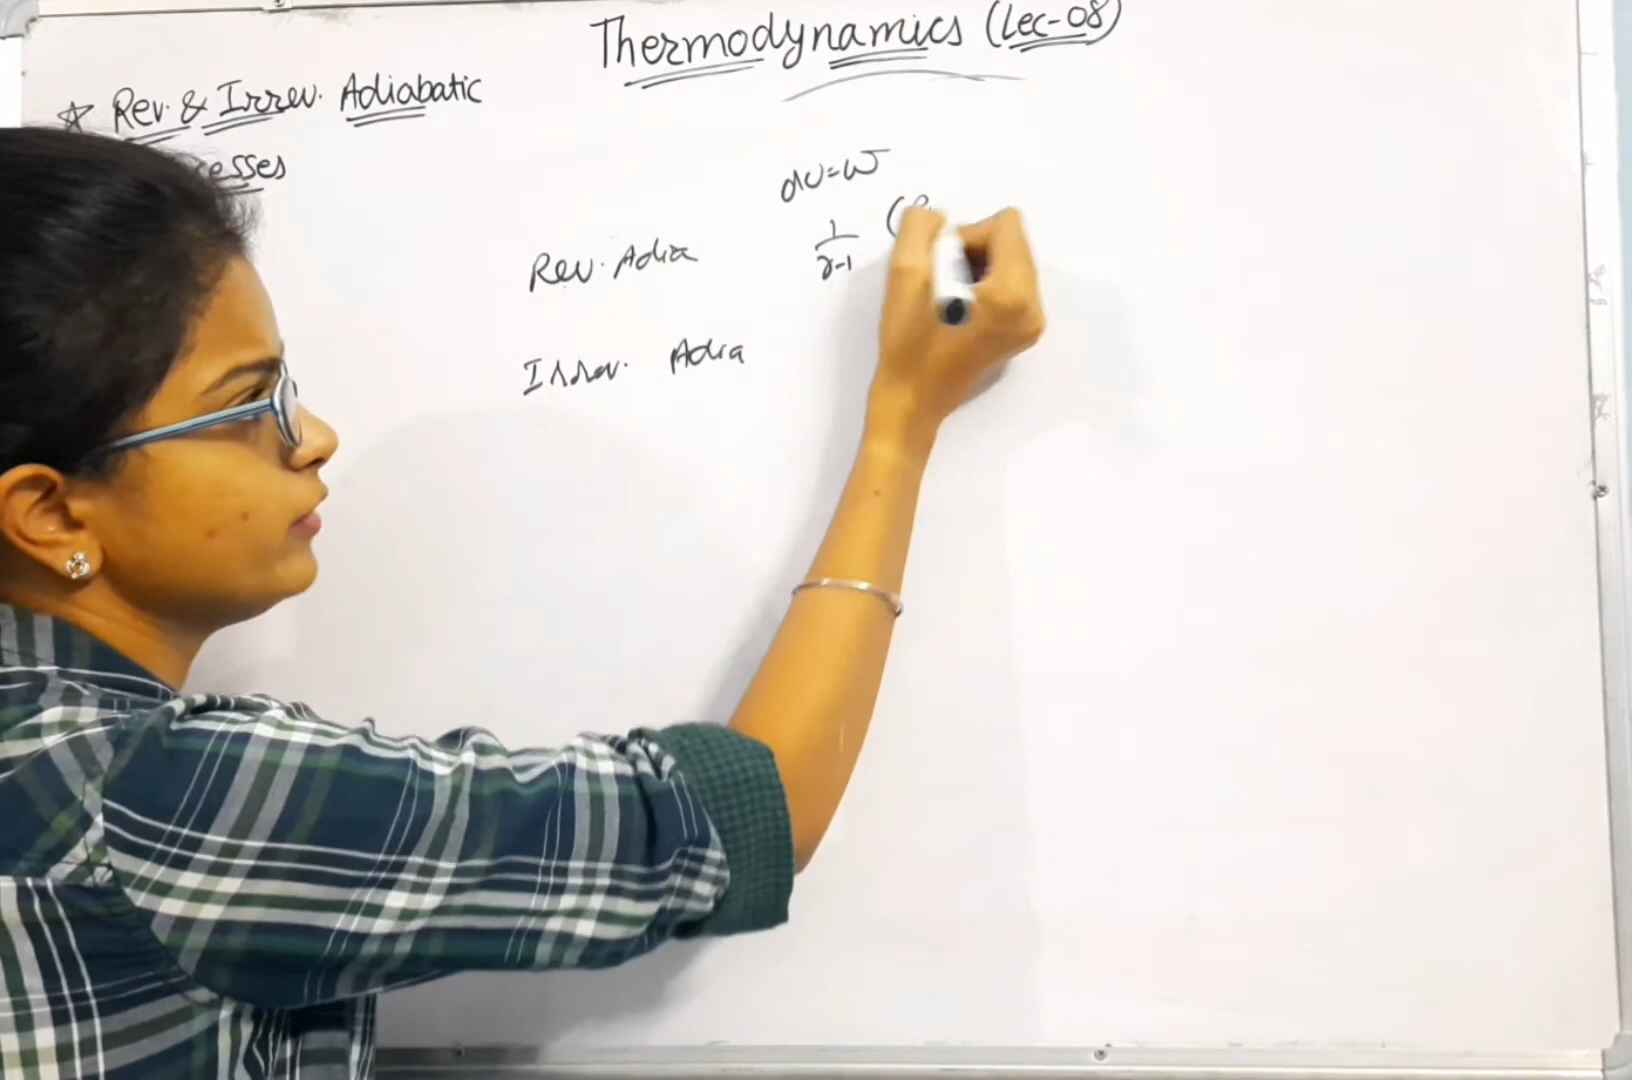 Thermodynamics (Lec-08)
☆ Rev. & Irrev. Adiabatic
esses
dU=W
Rev. Adia
1
γ-1
(P
Irrev. Adia